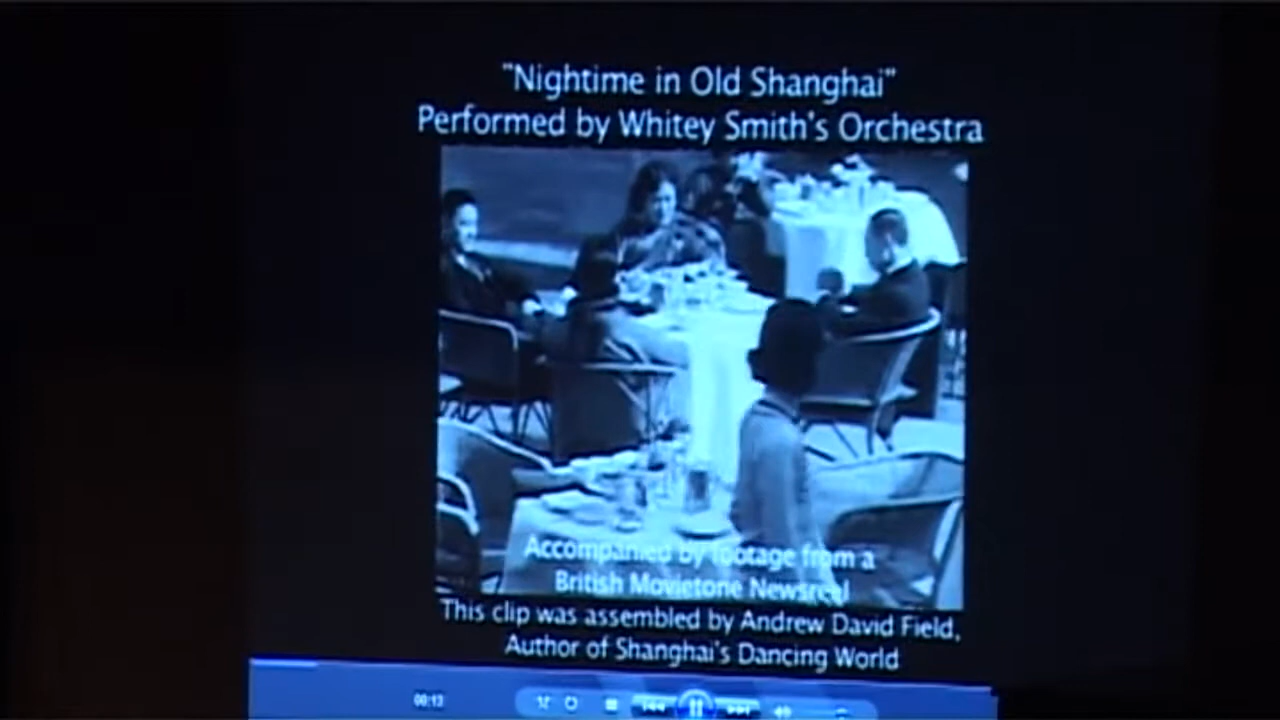 "Nightime in Old Shanghai"
Performed by Whitey Smith's Orchestra
Accompanied by footage from a
British Movietone Newsreel
This clip was assembled by Andrew David Field,
Author of Shanghai's Dancing World
00:13